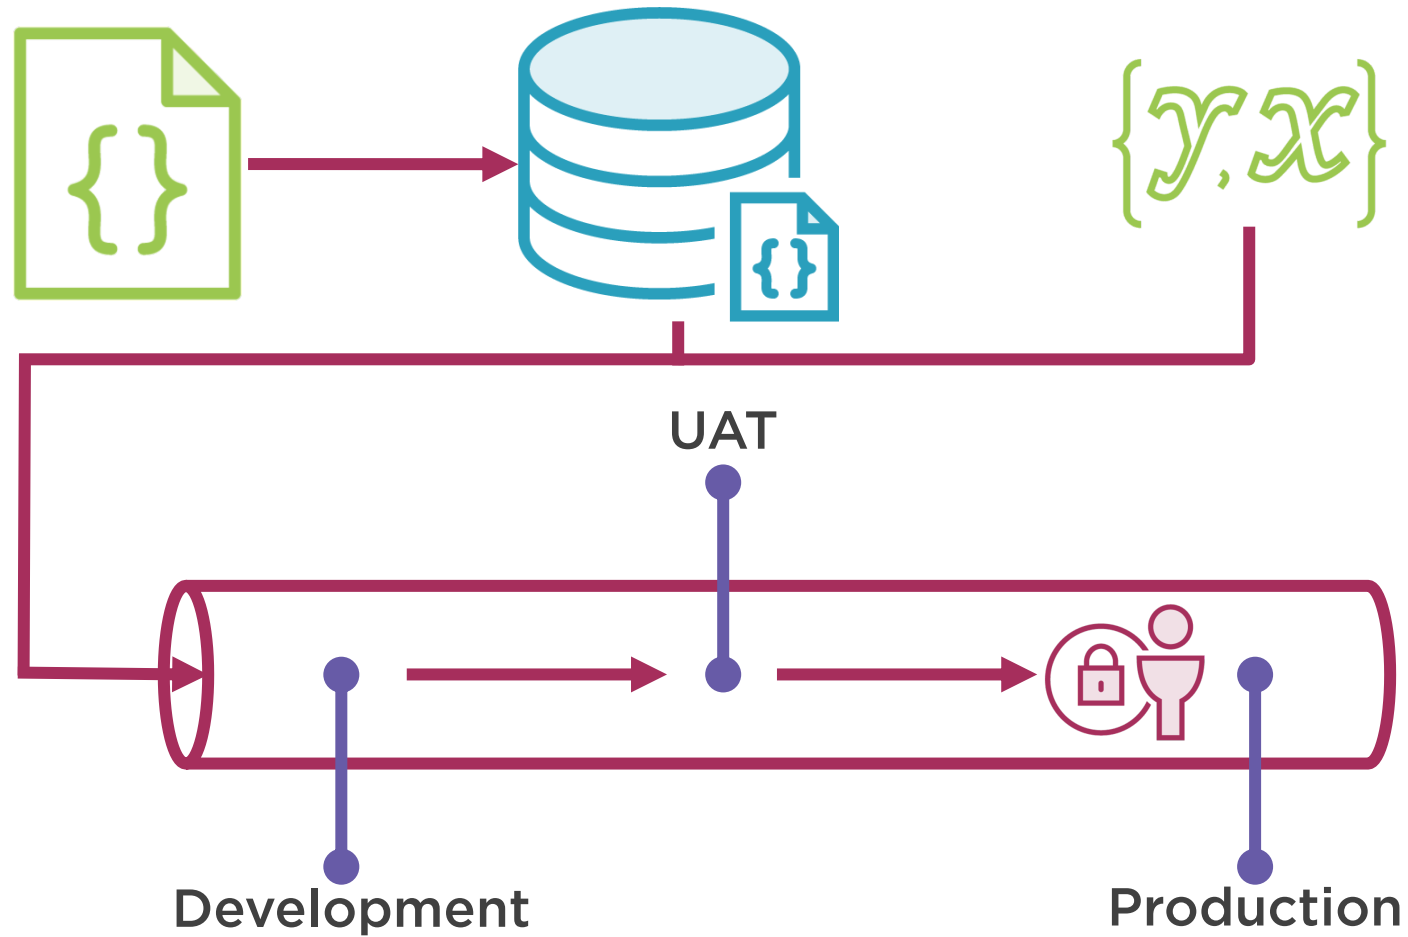 { }
{y, x}
{ }
UAT
Development
Production